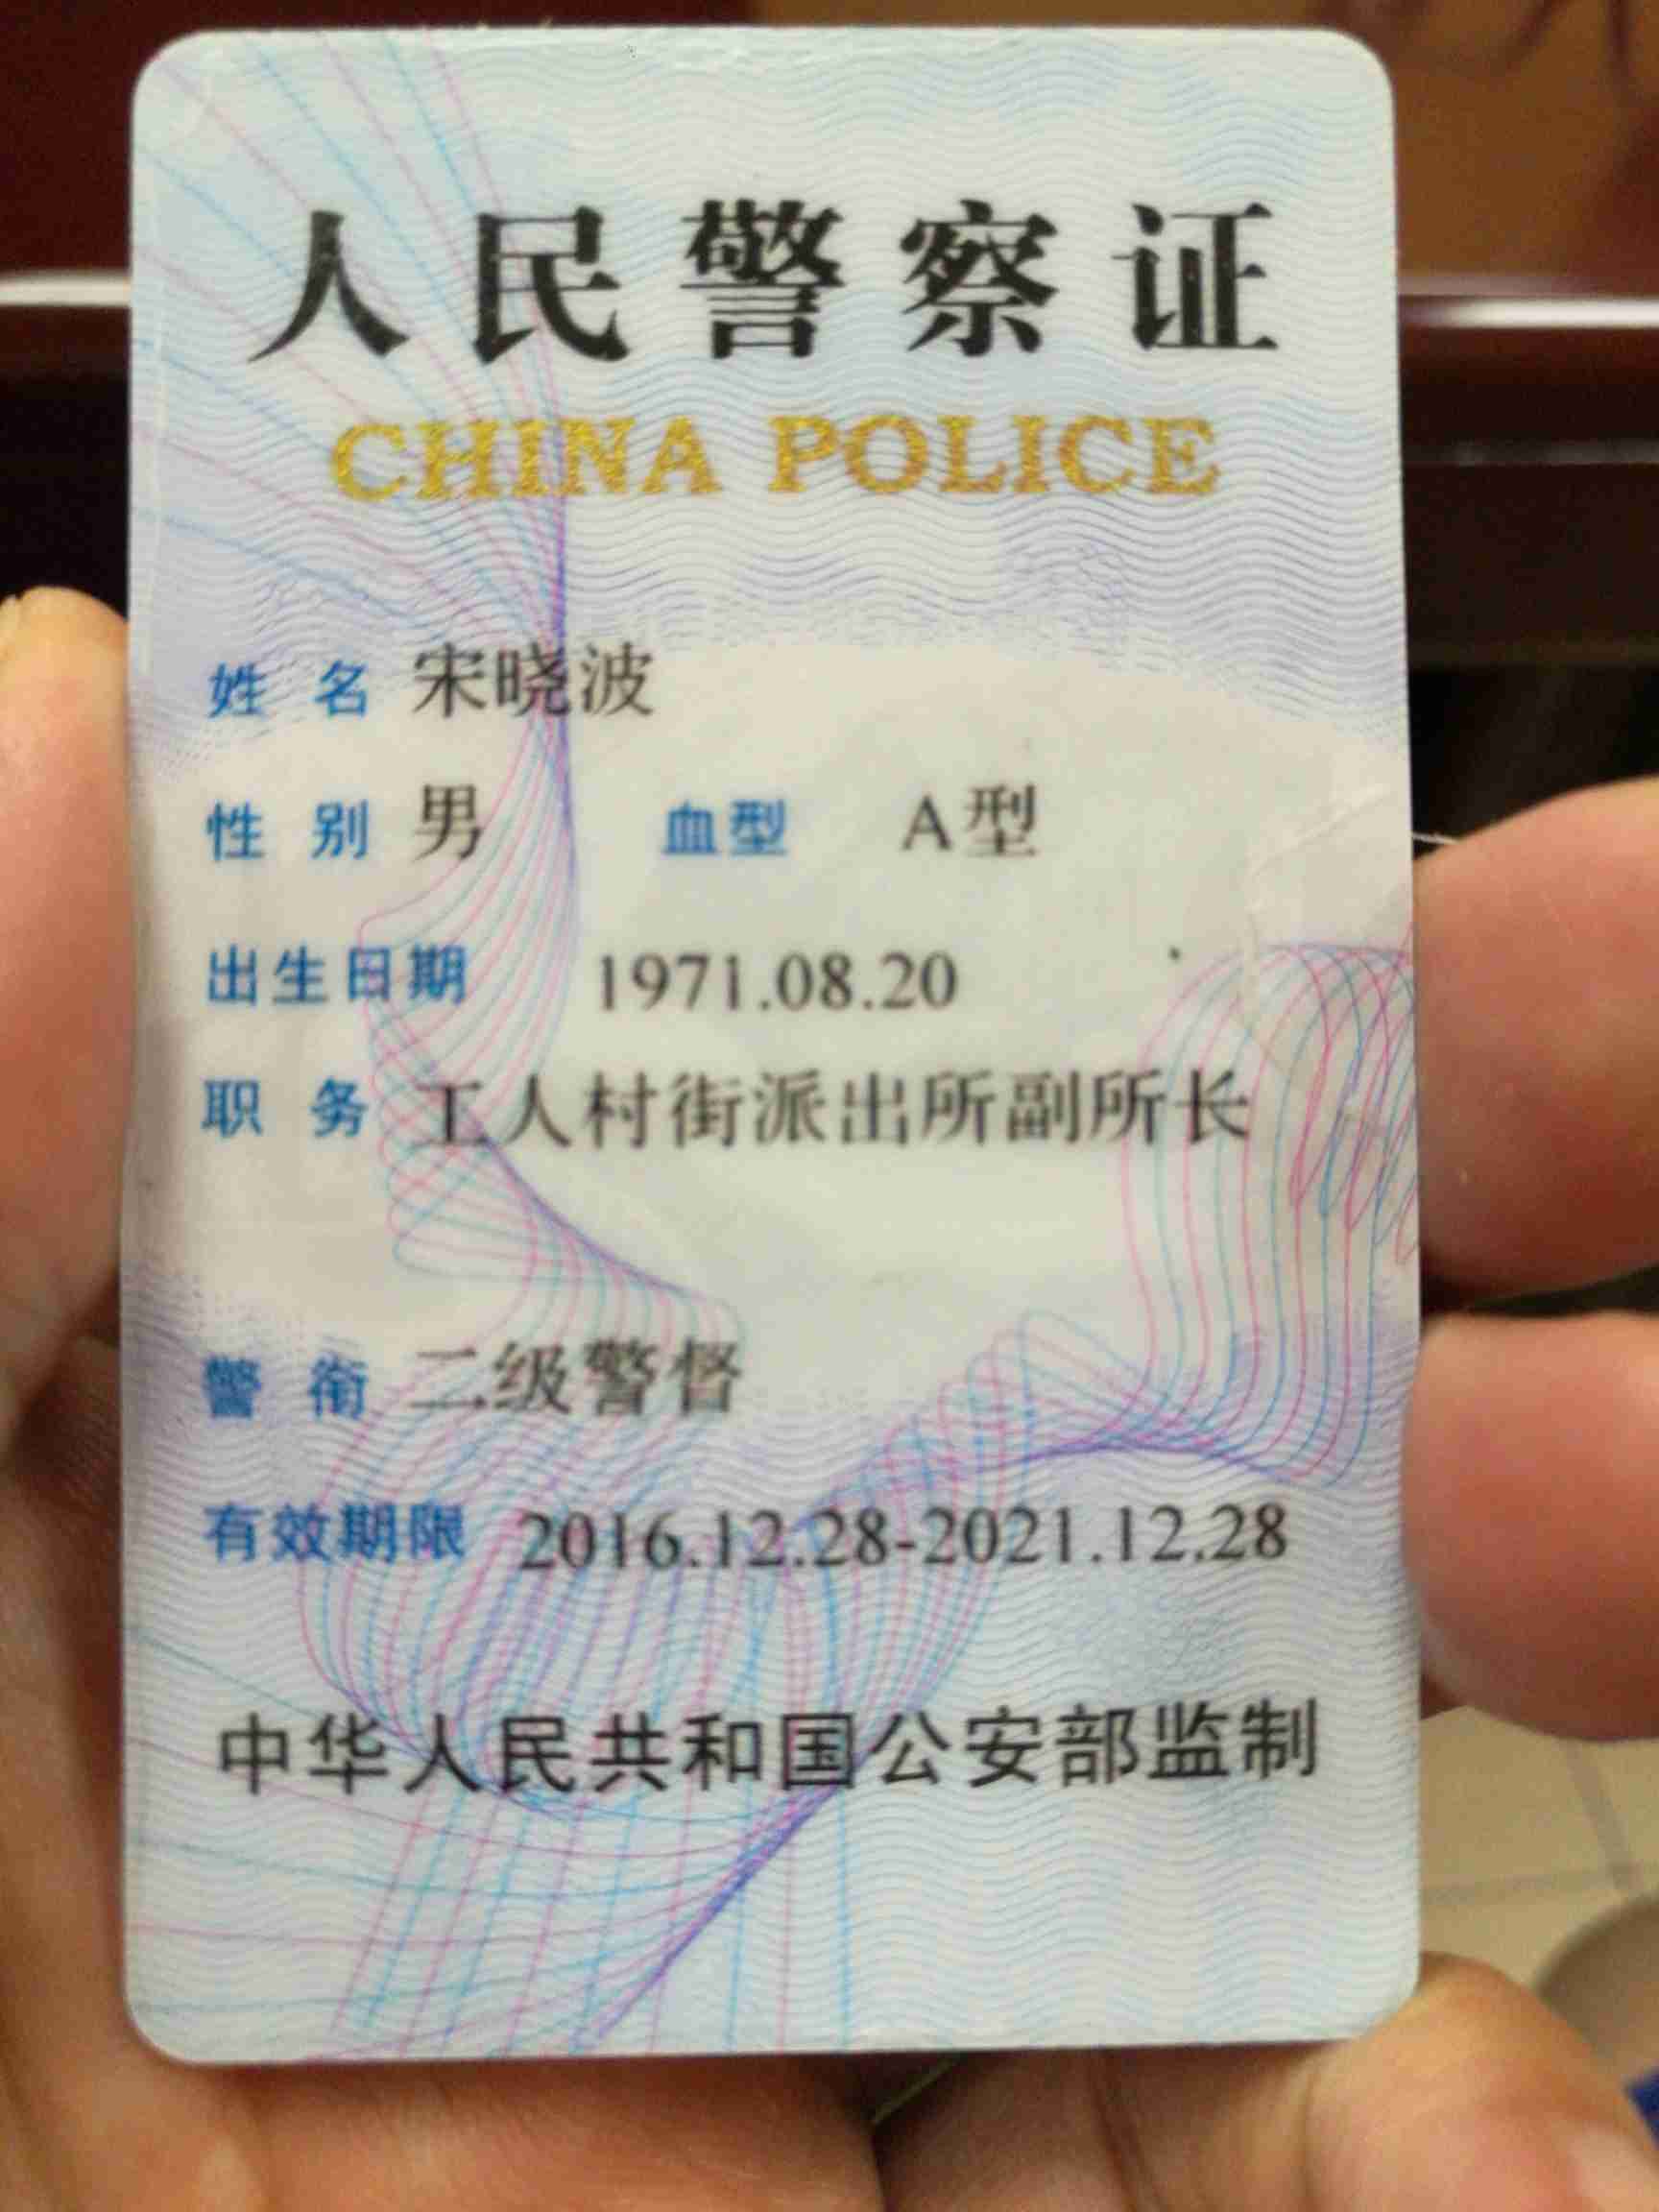 人民警察证
CHINA POLICE
姓 名 宋晓波
性 别 男 血型 A型
出生日期 1971.08.20
职 务 工人村街派出所副所长
警 衔 二级警督
有效期限 2016.12.28-2021.12.28
中华人民共和国公安部监制